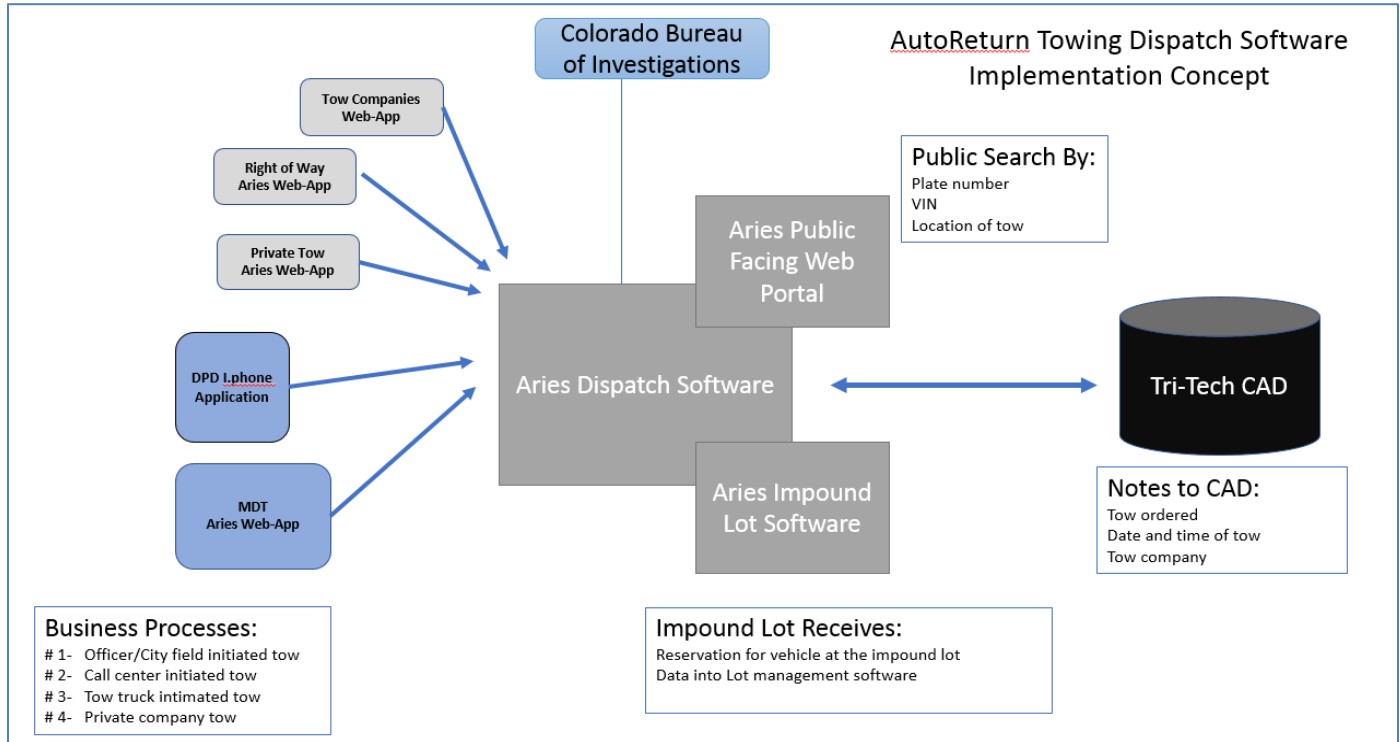 Colorado Bureau
of Investigations
AutoReturn Towing Dispatch Software
Implementation Concept
Tow Companies
Web-App
Right of Way
Aries Web-App
Private Tow
Aries Web-App
DPD I.phone
Application
MDT
Aries Web-App
Aries Public
Facing Web
Portal
Aries Dispatch Software
Aries Impound
Lot Software
Public Search By:
Plate number
VIN
Location of tow
Tri-Tech CAD
Notes to CAD:
Tow ordered
Date and time of tow
Tow company
Business Processes:
# 1- Officer/City field initiated tow
# 2- Call center initiated tow
# 3- Tow truck intimated tow
# 4- Private company tow
Impound Lot Receives:
Reservation for vehicle at the impound lot
Data into Lot management software